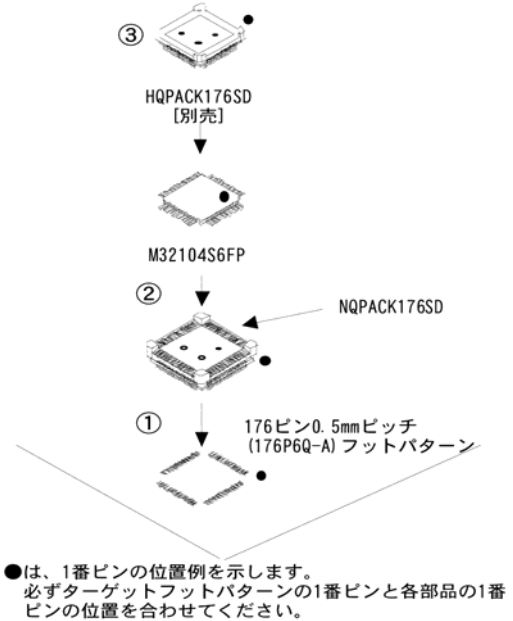 ③
HQPACK176SD
[別売]
M32104S6FP
②
NQPACK176SD
①
176ピン0.5mmピッチ
(176P6Q-A)フットパターン
●は、1番ピンの位置例を示します。
必ずターゲットフットパターンの1番ピンと各部品の1番
ピンの位置を合わせてください。